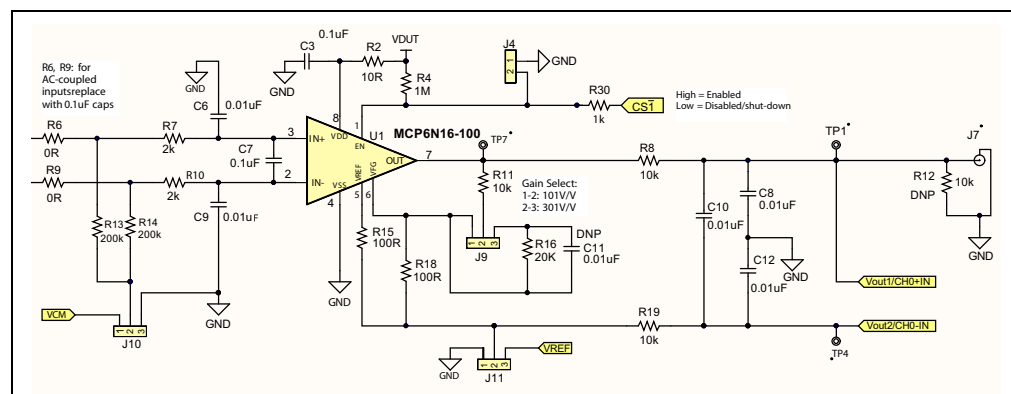 R6, R9: for
AC-coupled
inputsreplace
with 0.1uF caps
GND
C6
0.01uF
GND
C3
0.1uF
R2
10R
VDUT
R4
1M
J4
1
2
GND
R30
1k
CS1
High = Enabled
Low = Disabled/shut-down
R6
0R
R9
0R
R7
2k
R10
2k
C7
0.1uF
C9
0.01uF
GND
R13
200k
R14
200k
VCM
1
2
3
J10
3
2
8
1
4
5
6
7
IN+
IN-
VDD
EN
U1
OUT
VREF
VFG
VSS
MCP6N16-100
TP7
GND
R15
100R
R18
100R
R11
10k
Gain Select:
1-2: 101V/V
2-3: 301V/V
1
2
3
J9
R16
20K
DNP
C11
0.01uF
GND
1
2
3
J11
VREF
R8
10k
R19
10k
C10
0.01uF
C8
0.01uF
C12
0.01uF
GND
TP1
J7
R12
10k
DNP
GND
Vout1/CH0+IN
Vout2/CH0-IN
TP4